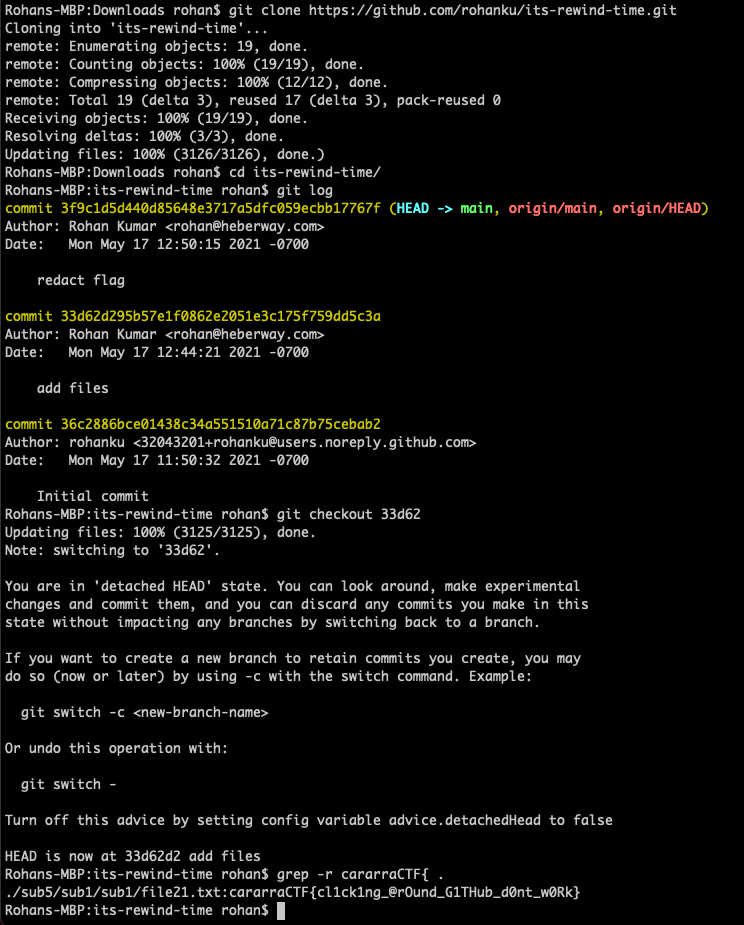 Rohans-MBP:Downloads rohan$ git clone https://github.com/rohanku/its-rewind-time.git
Cloning into 'its-rewind-time'...
remote: Enumerating objects: 19, done.
remote: Counting objects: 100% (19/19), done.
remote: Compressing objects: 100% (12/12), done.
remote: Total 19 (delta 3), reused 17 (delta 3), pack-reused 0
Receiving objects: 100% (19/19), done.
Resolving deltas: 100% (3/3), done.
Updating files: 100% (3126/3126), done.)
Rohans-MBP:Downloads rohan$ cd its-rewind-time/
Rohans-MBP:its-rewind-time rohan$ git log
commit 3f9c1d5d440d85648e3717a5dfc059ecbb17767f (HEAD -> main, origin/main, origin/HEAD)
Author: Rohan Kumar <rohan@heberway.com>
Date:   Mon May 17 12:50:15 2021 -0700

    redact flag

commit 33d62d295b57e1f0862e2051e3c175f759dd5c3a
Author: Rohan Kumar <rohan@heberway.com>
Date:   Mon May 17 12:44:21 2021 -0700

    add files

commit 36c2886bce01438c34a551510a71c87b75cebab2
Author: rohanku <32043201+rohanku@users.noreply.github.com>
Date:   Mon May 17 11:50:32 2021 -0700

    Initial commit
Rohans-MBP:its-rewind-time rohan$ git checkout 33d62
Updating files: 100% (3125/3125), done.
Note: switching to '33d62'.

You are in 'detached HEAD' state. You can look around, make experimental
changes and commit them, and you can discard any commits you make in this
state without impacting any branches by switching back to a branch.

If you want to create a new branch to retain commits you create, you may
do so (now or later) by using -c with the switch command. Example:

  git switch -c <new-branch-name>

Or undo this operation with:

  git switch -

Turn off this advice by setting config variable advice.detachedHead to false

HEAD is now at 33d62d2 add files
Rohans-MBP:its-rewind-time rohan$ grep -r cararraCTF{ .
./sub5/sub1/sub1/file21.txt:cararraCTF{cl1ck1ng_@rOund_G1THub_d0nt_w0Rk}
Rohans-MBP:its-rewind-time rohan$